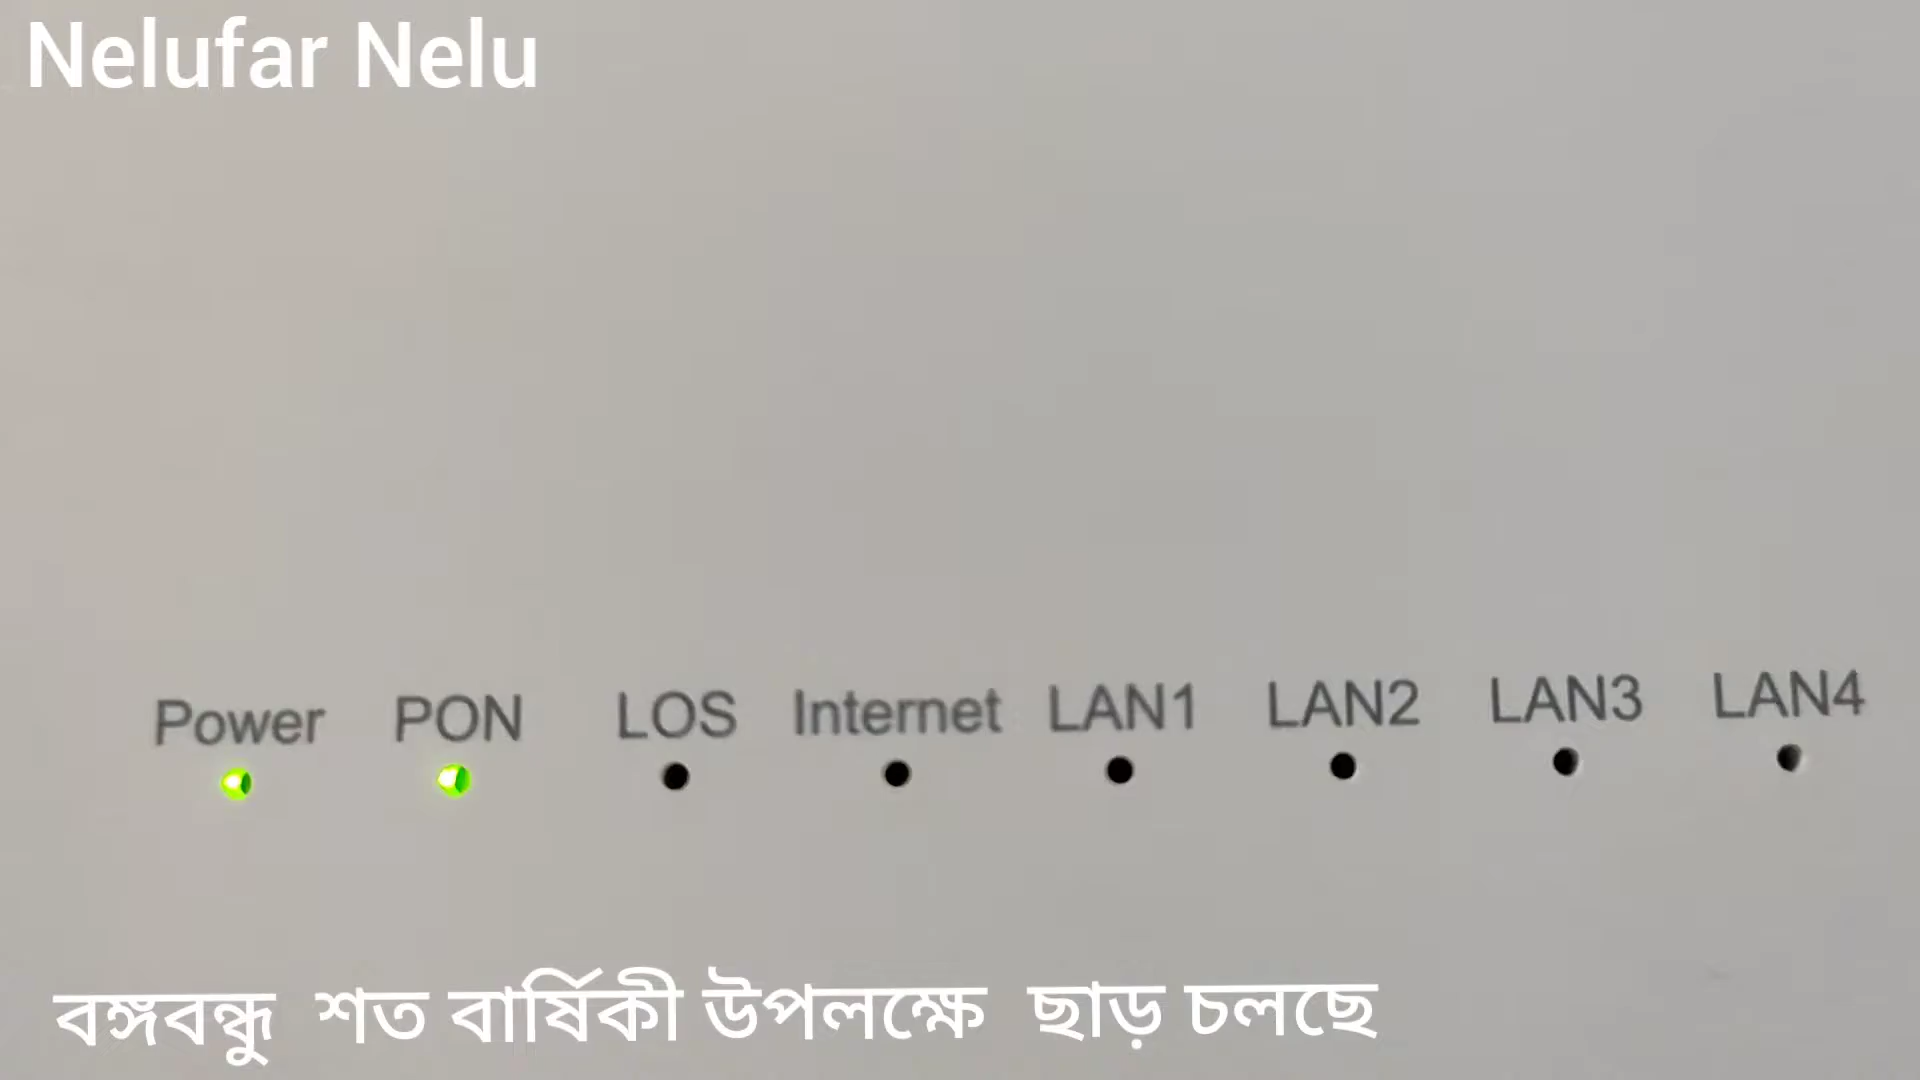 Nelufar Nelu
Power PON LOS Internet LAN1 LAN2 LAN3 LAN4
বঙ্গবন্ধু শত বার্ষিকী উপলক্ষে ছাড় চলছে